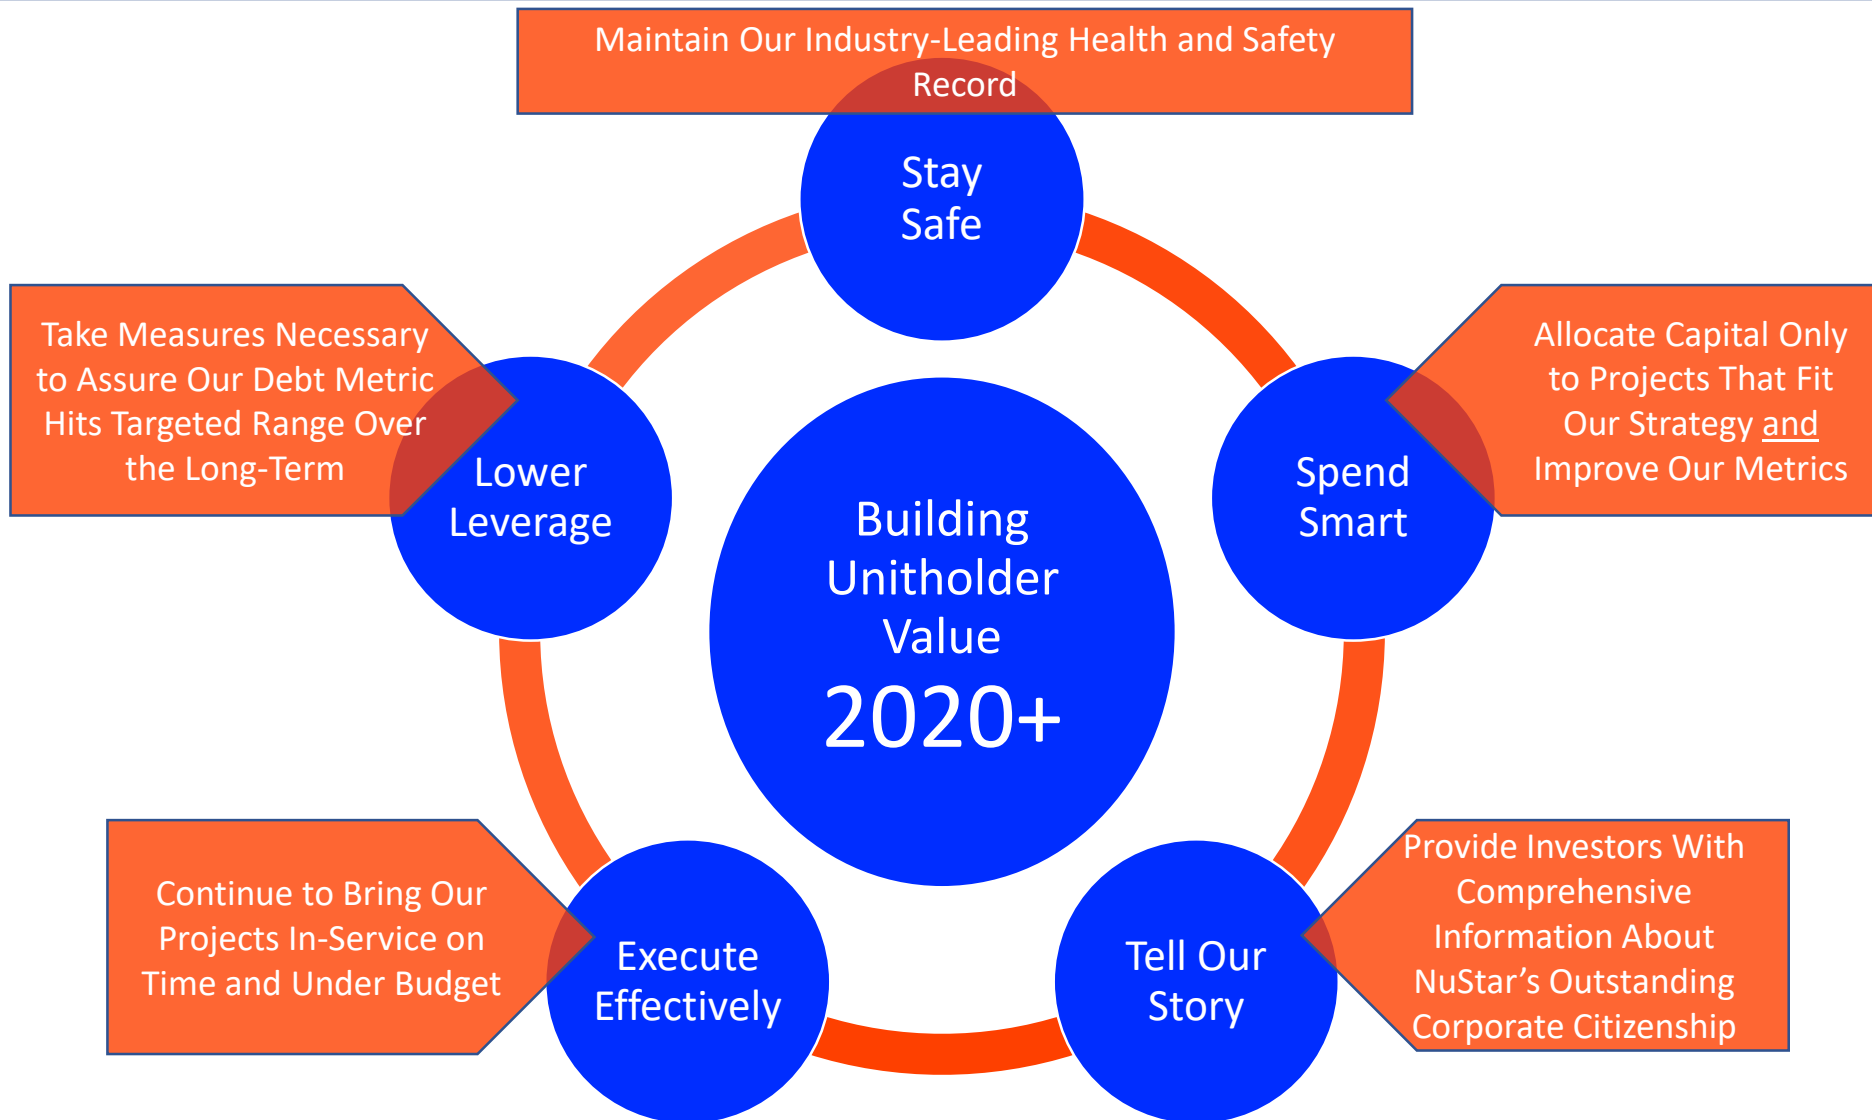 Maintain Our Industry-Leading Health and Safety
Record
Stay
Safe
Take Measures Necessary
to Assure Our Debt Metric
Hits Targeted Range Over
the Long-Term
Lower
Leverage
Allocate Capital Only
to Projects That Fit
Our Strategy and
Improve Our Metrics
Spend
Smart
Building
Unitholder
Value
2020+
Continue to Bring Our
Projects In-Service on
Time and Under Budget
Execute
Effectively
Tell Our
Story
Provide Investors With
Comprehensive
Information About
NuStar’s Outstanding
Corporate Citizenship